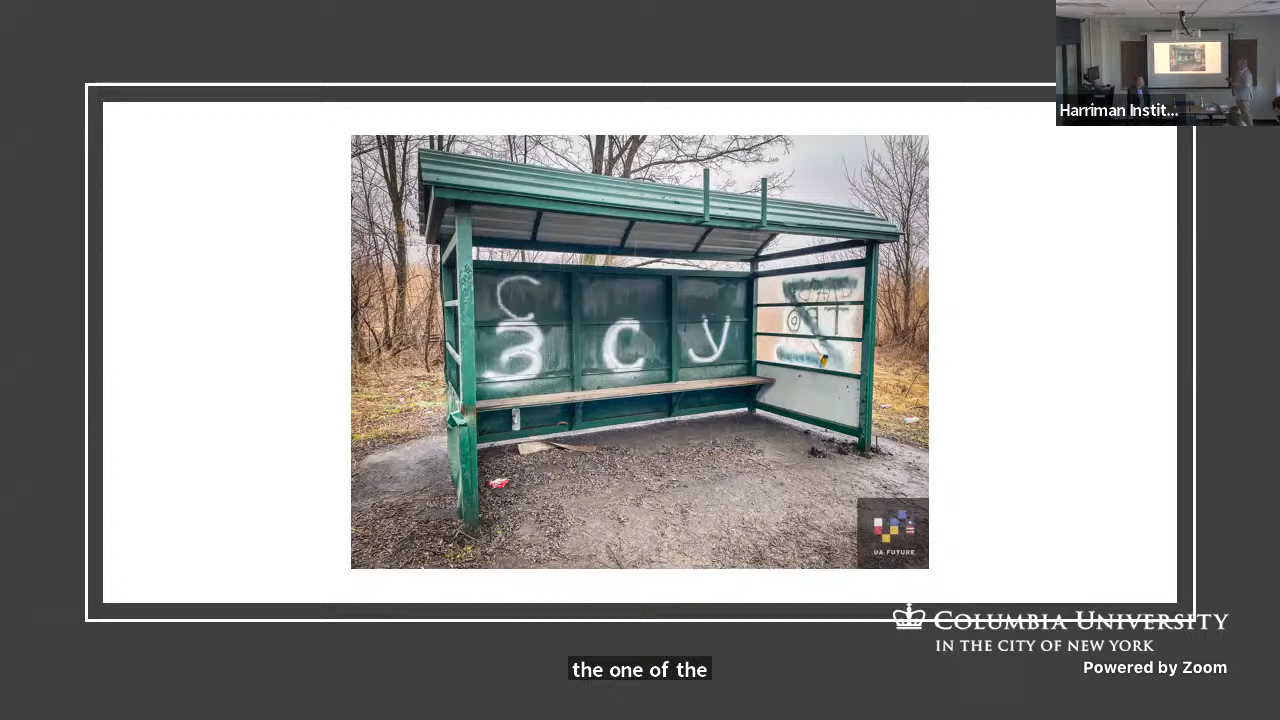 Harriman Instit...
С
З С У
ТРО
UA FUTURE
COLUMBIA UNIVERSITY
IN THE CITY OF NEW YORK
Powered by Zoom
the one of the